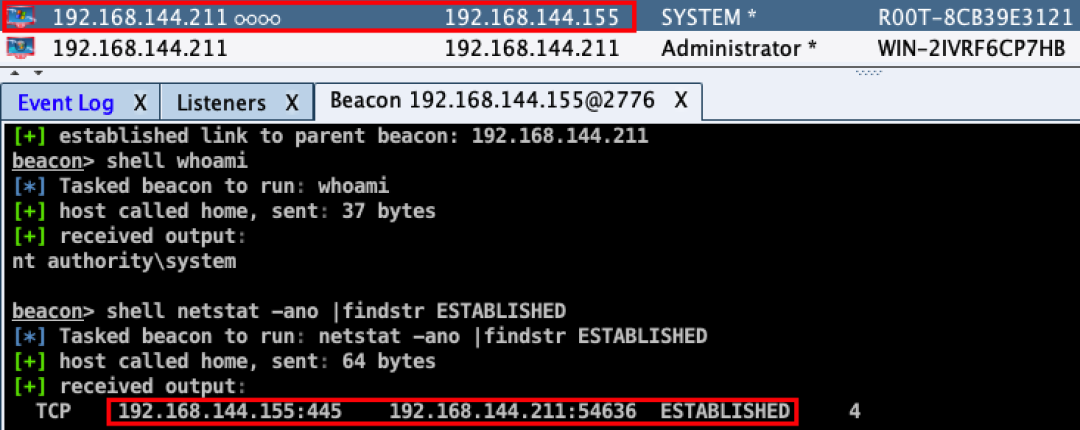 192.168.144.211 ∞∞ 192.168.144.155 SYSTEM * R00T-8CB39E3121
192.168.144.211 192.168.144.211 Administrator * WIN-2IVRF6CP7HB
Event Log X Listeners X Beacon 192.168.144.155@2776 X
[+] established link to parent beacon: 192.168.144.211
beacon> shell whoami
[*] Tasked beacon to run: whoami
[+] host called home, sent: 37 bytes
[+] received output:
nt authority\system
beacon> shell netstat -ano |findstr ESTABLISHED
[*] Tasked beacon to run: netstat -ano |findstr ESTABLISHED
[+] host called home, sent: 64 bytes
[+] received output:
TCP 192.168.144.155:445 192.168.144.211:54636 ESTABLISHED 4